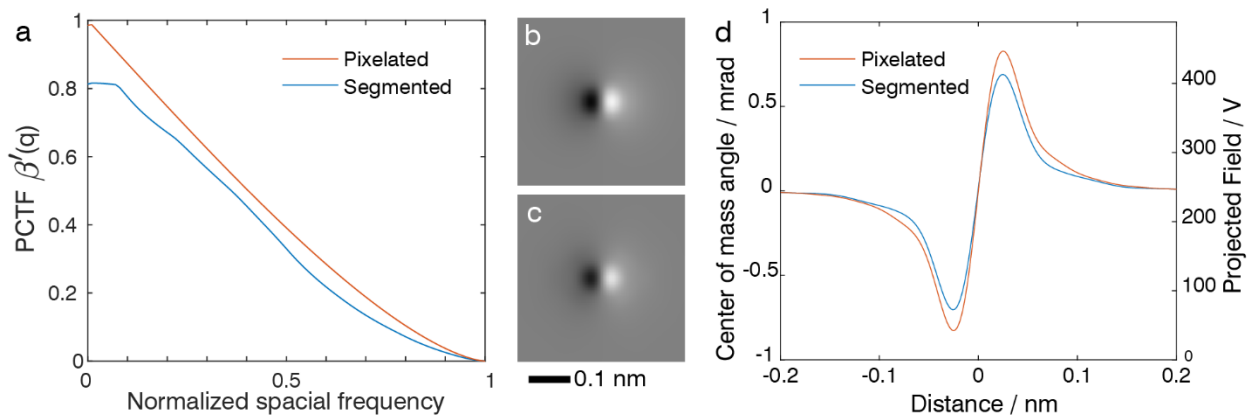 a
PCTF β′(q)
1
0.8
0.6
0.4
0.2
0
0
0.5
1
Normalized spacial frequency
Pixelated
Segmented
b
c
0.1 nm
d
Center of mass angle / mrad
1
0.5
0
-0.5
-1
-0.2
-0.1
0
0.1
0.2
Distance / nm
Pixelated
Segmented
400
300
200
100
0
Projected Field / V